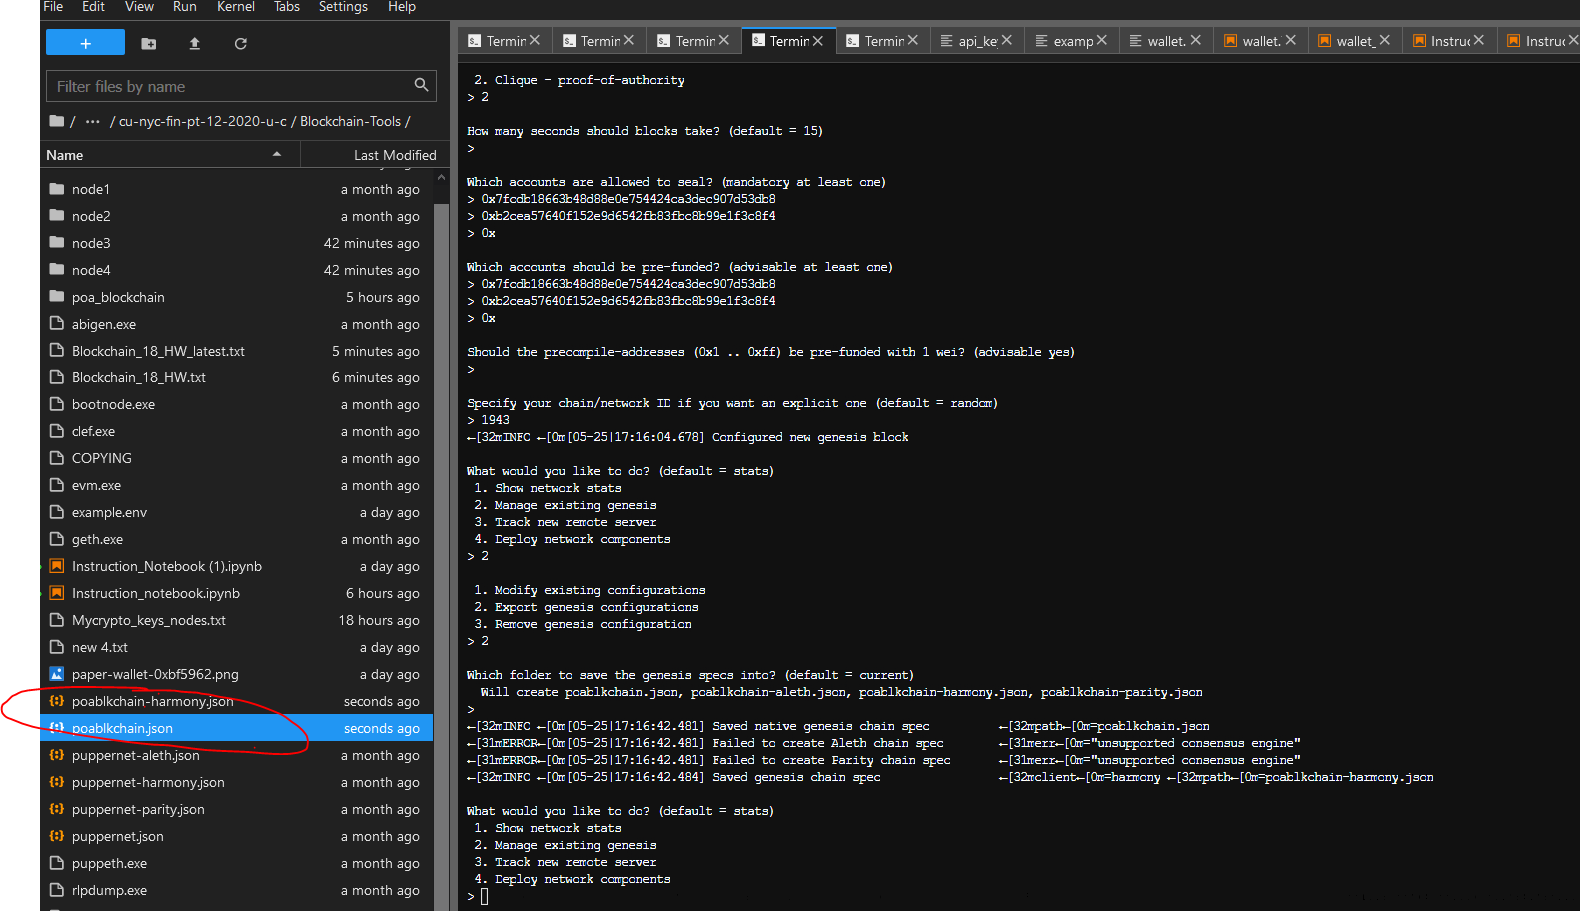 File Edit View Run Kernel Tabs Settings Help
+
Filter files by name
/ ··· / cu-nyc-fin-pt-12-2020-u-c / Blockchain-Tools /
Name Last Modified
node1 a month ago
node2 a month ago
node3 42 minutes ago
node4 42 minutes ago
poa_blockchain 5 hours ago
abigen.exe a month ago
Blockchain_18_HW_latest.txt 5 minutes ago
Blockchain_18_HW.txt 6 minutes ago
bootnode.exe a month ago
clef.exe a month ago
COPYING a month ago
evm.exe a month ago
example.env a day ago
geth.exe a month ago
Instruction_Notebook (1).ipynb a day ago
Instruction_notebook.ipynb 6 hours ago
Mycrypto_keys_nodes.txt 18 hours ago
new 4.txt a day ago
paper-wallet-0xbf5962.png a day ago
poablkchain-harmony.json seconds ago
poablkchain.json seconds ago
puppernet-aleth.json a month ago
puppernet-harmony.json a month ago
puppernet-parity.json a month ago
puppernet.json a month ago
puppeth.exe a month ago
rlpdump.exe a month ago
Termin Termin Termin Termin Termin api_key examp wallet. wallet. wallet_ Instruc Instruc
2. Clique - proof-of-authority
> 2
How many seconds should blocks take? (default = 15)
>
Which accounts are allowed to seal? (mandatory at least one)
> 0x7fcdb18663b48d88e0e754424ca3dec907d53db8
> 0xb2cea57640f152e9d6542fb83fbc8b99e1f3c8f4
> 0x
Which accounts should be pre-funded? (advisable at least one)
> 0x7fcdb18663b48d88e0e754424ca3dec907d53db8
> 0xb2cea57640f152e9d6542fb83fbc8b99e1f3c8f4
> 0x
Should the precompile-addresses (0x1 .. 0xff) be pre-funded with 1 wei? (advisable yes)
>
Specify your chain/network ID if you want an explicit one (default = random)
> 1943
←[32mINFO ←[0m[05-25|17:16:04.678] Configured new genesis block
What would you like to do? (default = stats)
1. Show network stats
2. Manage existing genesis
3. Track new remote server
4. Deploy network components
> 2
1. Modify existing configurations
2. Export genesis configurations
3. Remove genesis configuration
> 2
Which folder to save the genesis specs into? (default = current)
Will create poablkchain.json, poablkchain-aleth.json, poablkchain-harmony.json, poablkchain-parity.json
>
←[32mINFO ←[0m[05-25|17:16:42.481] Saved native genesis chain spec ←[32mpath←[0m=poablkchain.json
←[31mERROR←[0m[05-25|17:16:42.481] Failed to create Aleth chain spec ←[31merr←[0m="unsupported consensus engine"
←[31mERROR←[0m[05-25|17:16:42.481] Failed to create Parity chain spec ←[31merr←[0m="unsupported consensus engine"
←[32mINFO ←[0m[05-25|17:16:42.484] Saved genesis chain spec ←[32mclient←[0m=harmony ←[32mpath←[0m=poablkchain-harmony.json
What would you like to do? (default = stats)
1. Show network stats
2. Manage existing genesis
3. Track new remote server
4. Deploy network components
>